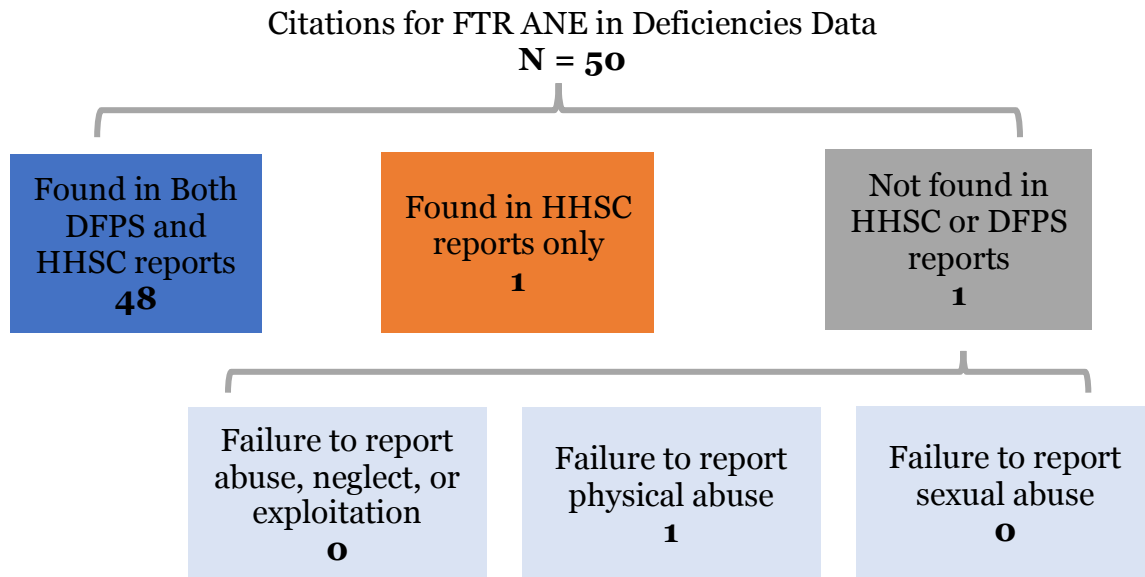 Citations for FTR ANE in Deficiencies Data
N = 50
Found in Both
DFPS and
HHSC reports
48
Found in HHSC
reports only
1
Not found in
HHSC or DFPS
reports
1
Failure to report
abuse, neglect, or
exploitation
0
Failure to report
physical abuse
1
Failure to report
sexual abuse
0